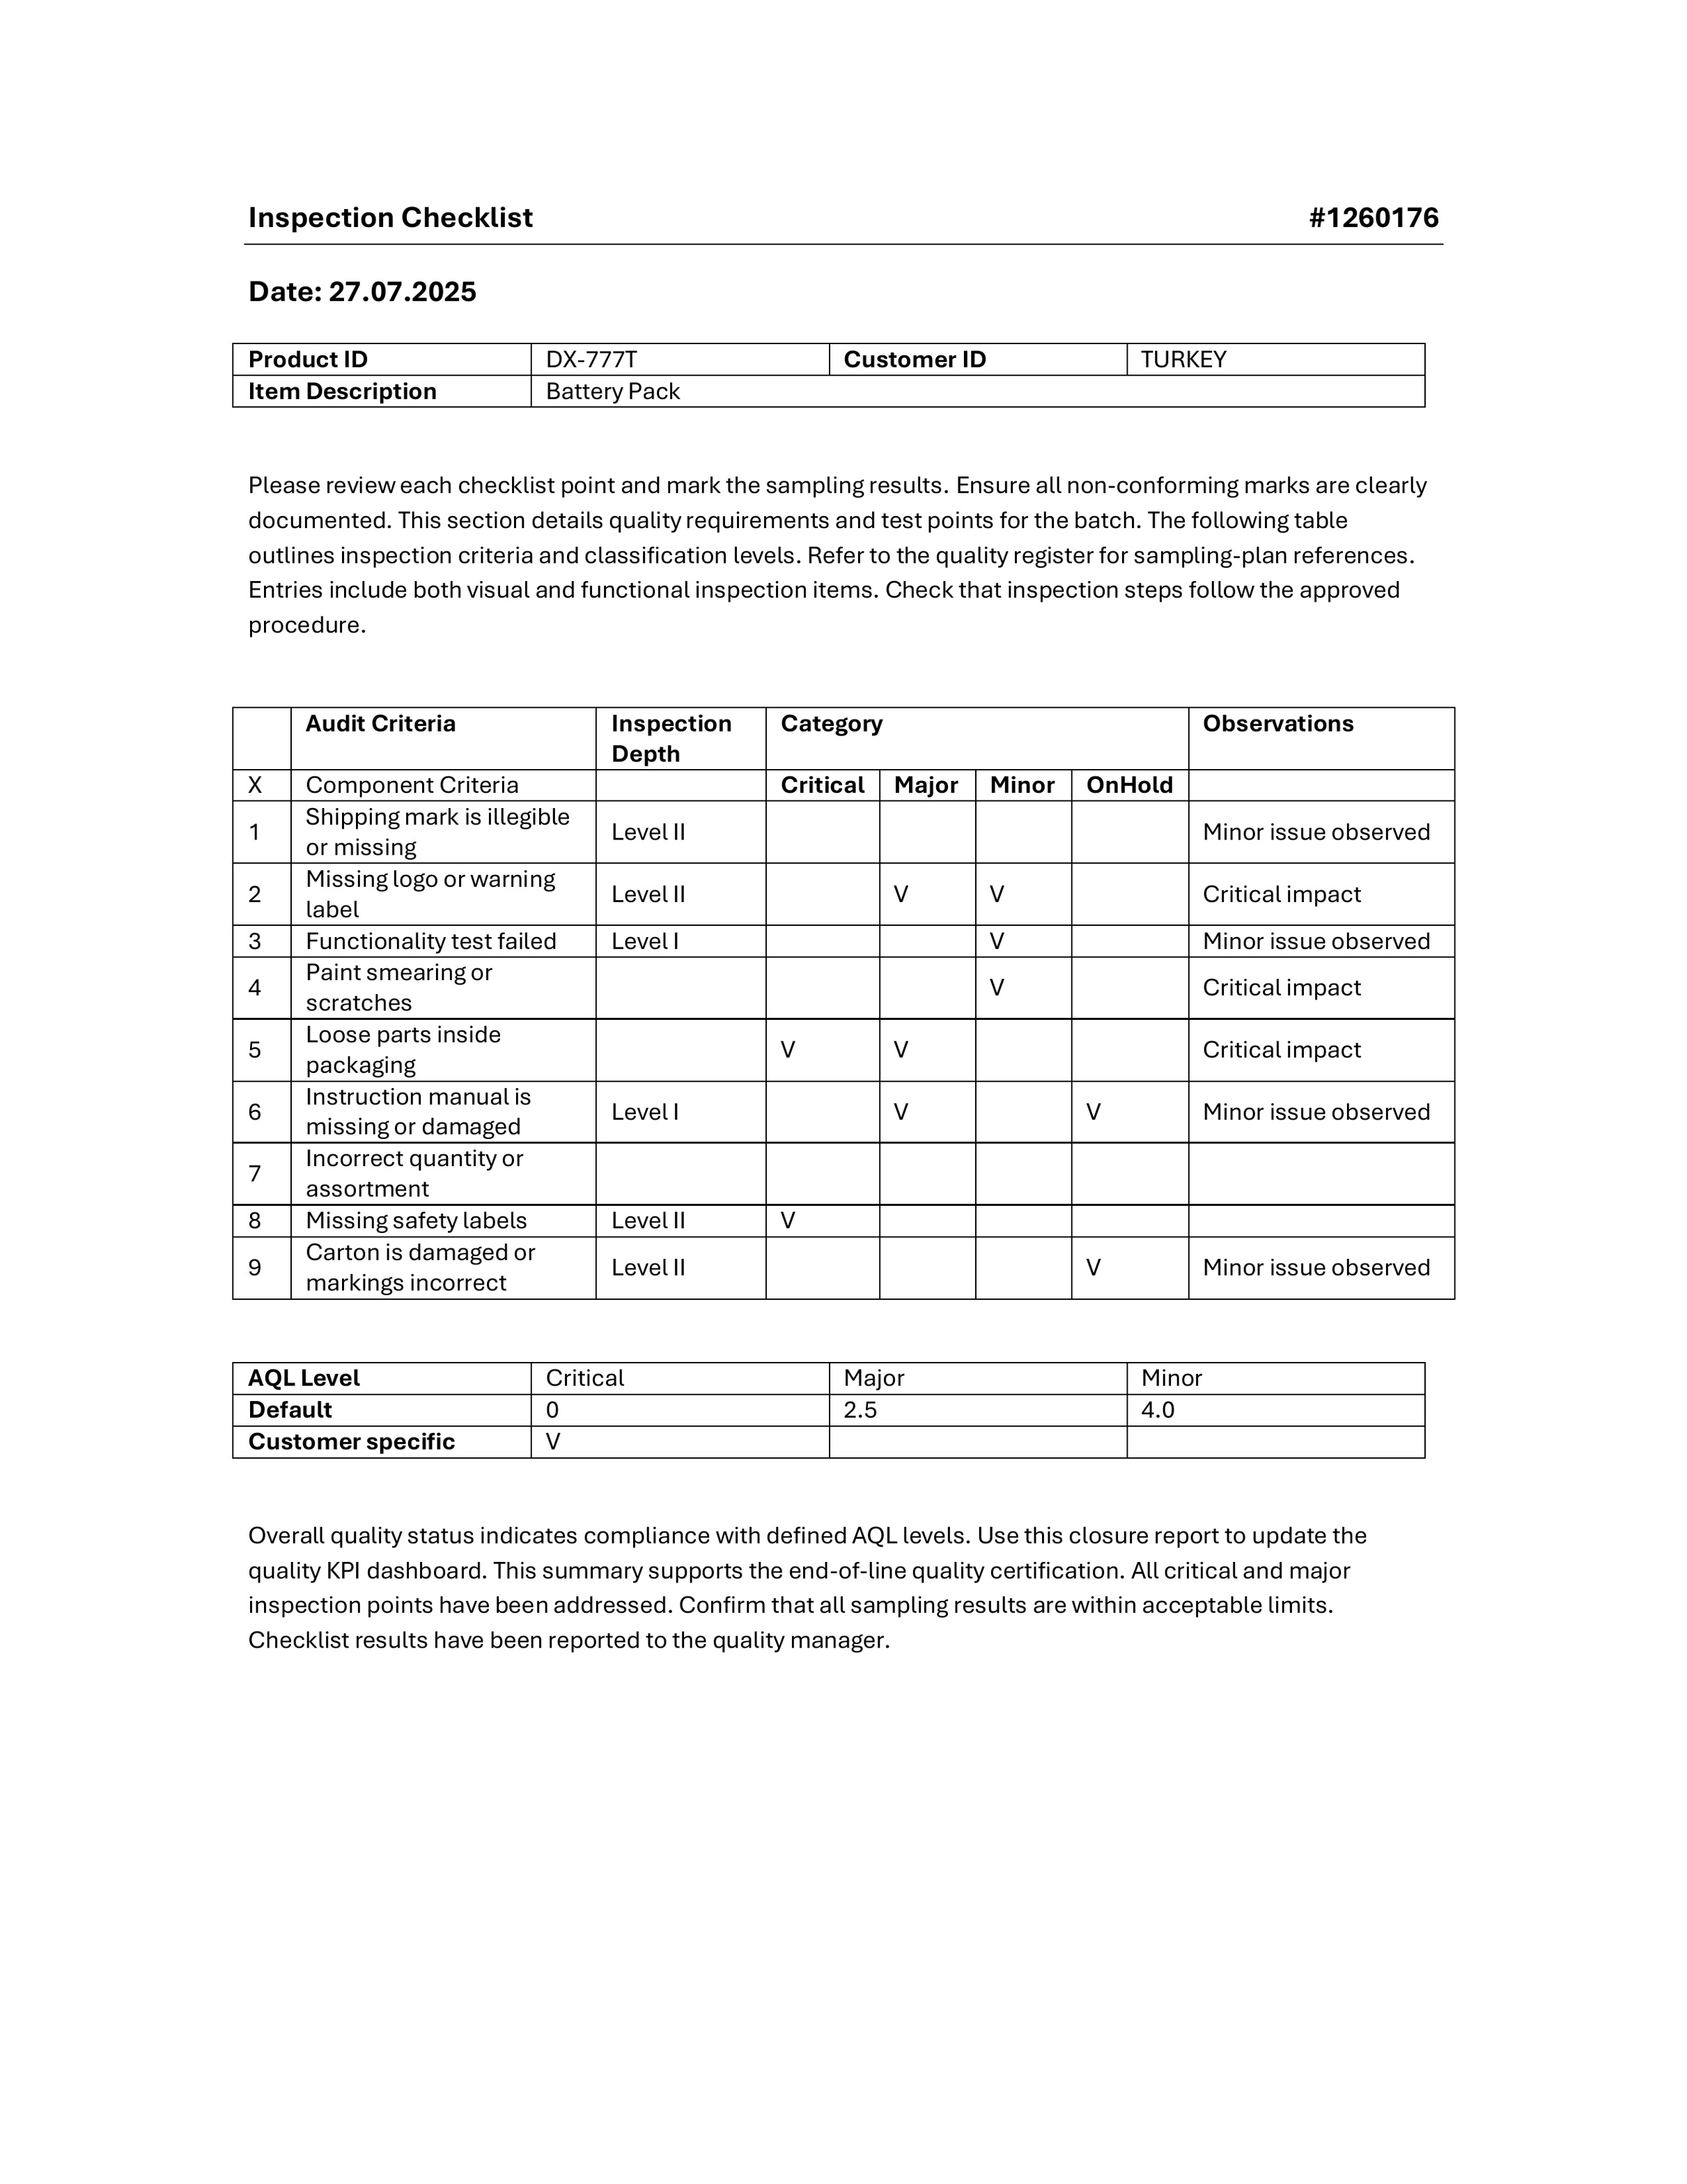 Inspection Checklist #1260176
Date: 27.07.2025
Product ID DX-777T Customer ID TURKEY
Item Description Battery Pack
Please review each checklist point and mark the sampling results. Ensure all non-conforming marks are clearly
documented. This section details quality requirements and test points for the batch. The following table
outlines inspection criteria and classification levels. Refer to the quality register for sampling-plan references.
Entries include both visual and functional inspection items. Check that inspection steps follow the approved
procedure.
Audit Criteria Inspection Category Observations
Depth
X Component Criteria Critical Major Minor OnHold
Shipping mark is illegible
1 Level II Minor issue observed
or missing
Missing logo or warning
2 Level II V V Critical impact
label
3 Functionality test failed Level I V Minor issue observed
Paint smearing or
4 V Critical impact
scratches
Loose parts inside
5 V V Critical impact
packaging
Instruction manual is
6 Level I V V Minor issue observed
missing or damaged
Incorrect quantity or
7
assortment
8 Missing safety labels Level II V
Carton is damaged or
9 Level II V Minor issue observed
markings incorrect
AQL Level Critical Major Minor
Default 0 2.5 4.0
Customer specific V
Overall quality status indicates compliance with defined AQL levels. Use this closure report to update the
quality KPI dashboard. This summary supports the end-of-line quality certification. All critical and major
inspection points have been addressed. Confirm that all sampling results are within acceptable limits.
Checklist results have been reported to the quality manager.